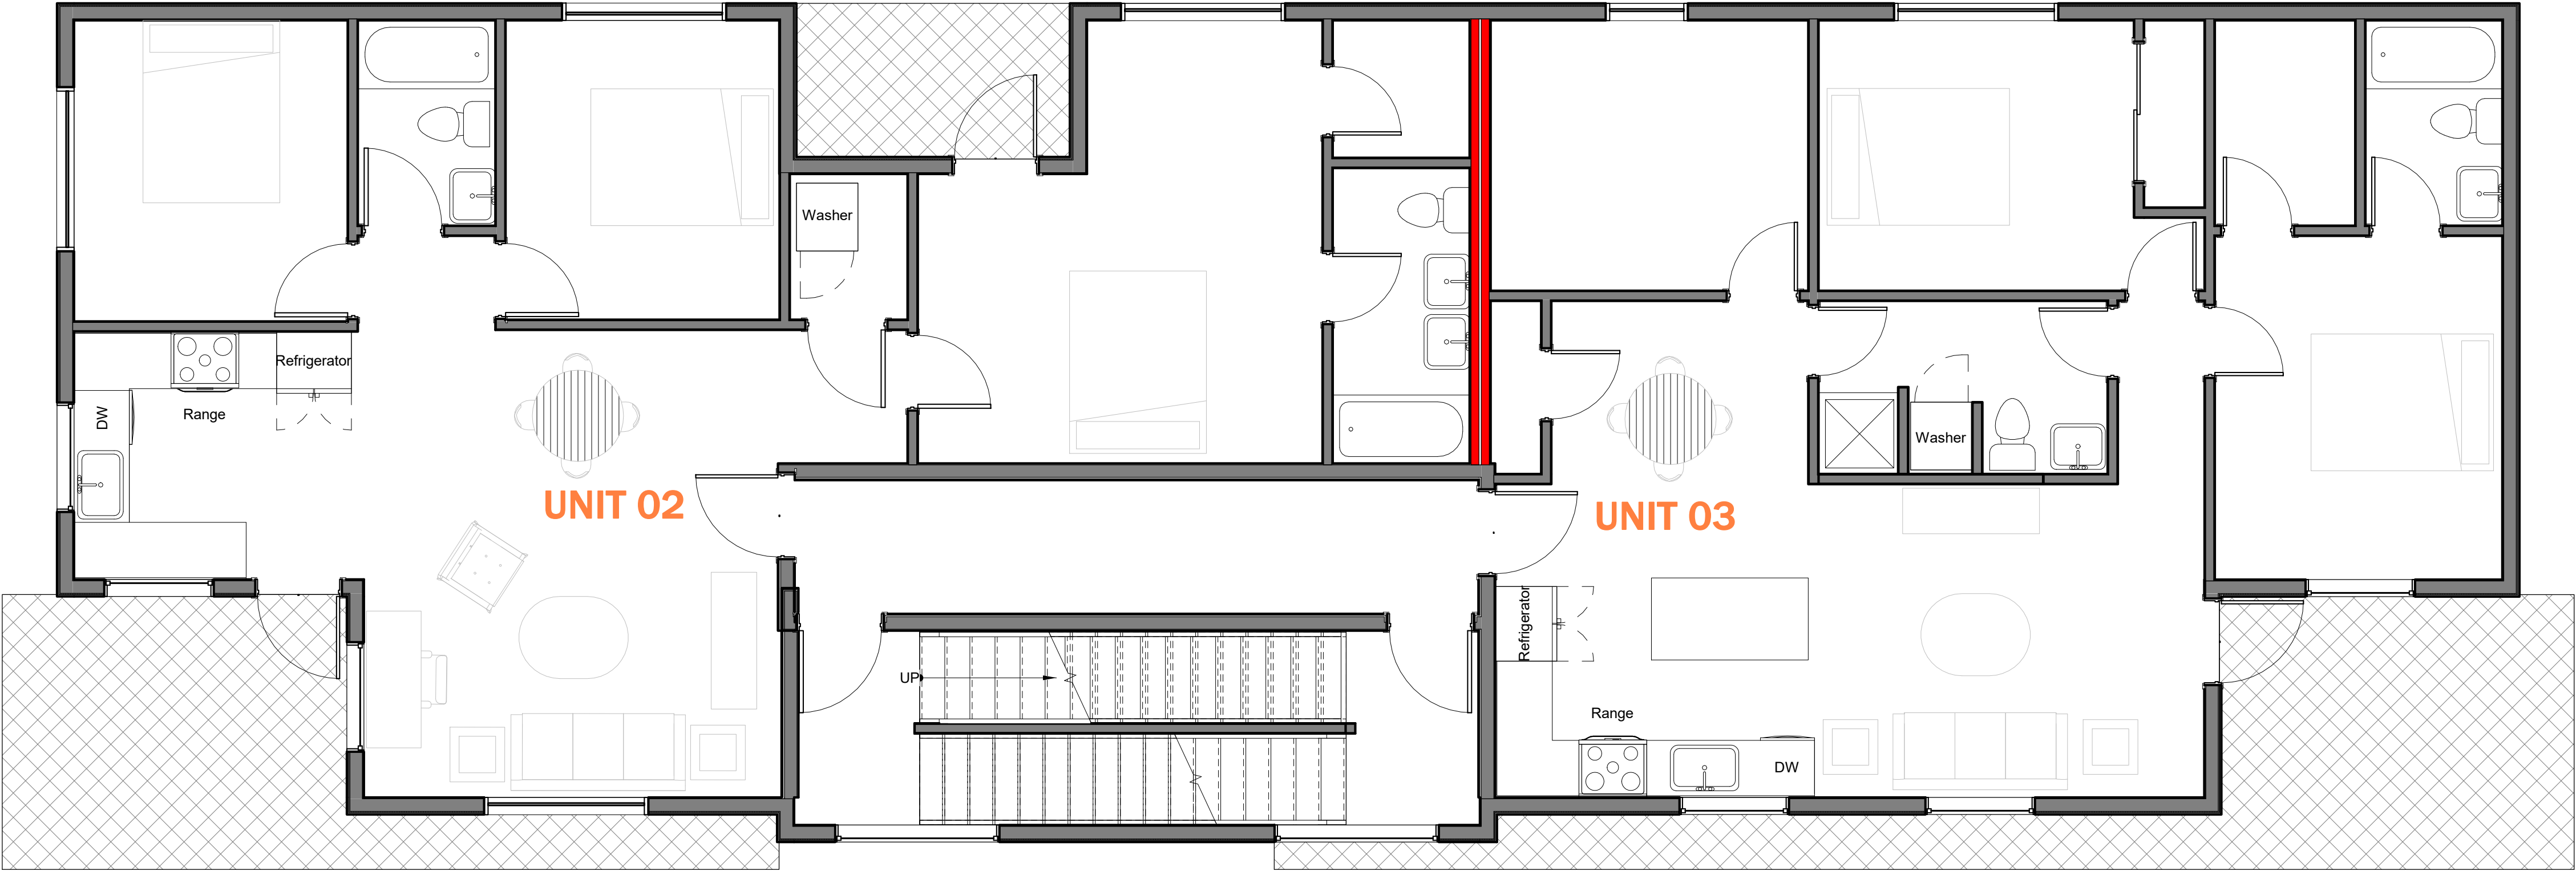 Washer
Refrigerator
Range
DW
UNIT 02
UP
Washer
UNIT 03
Refrigerator
Range
DW